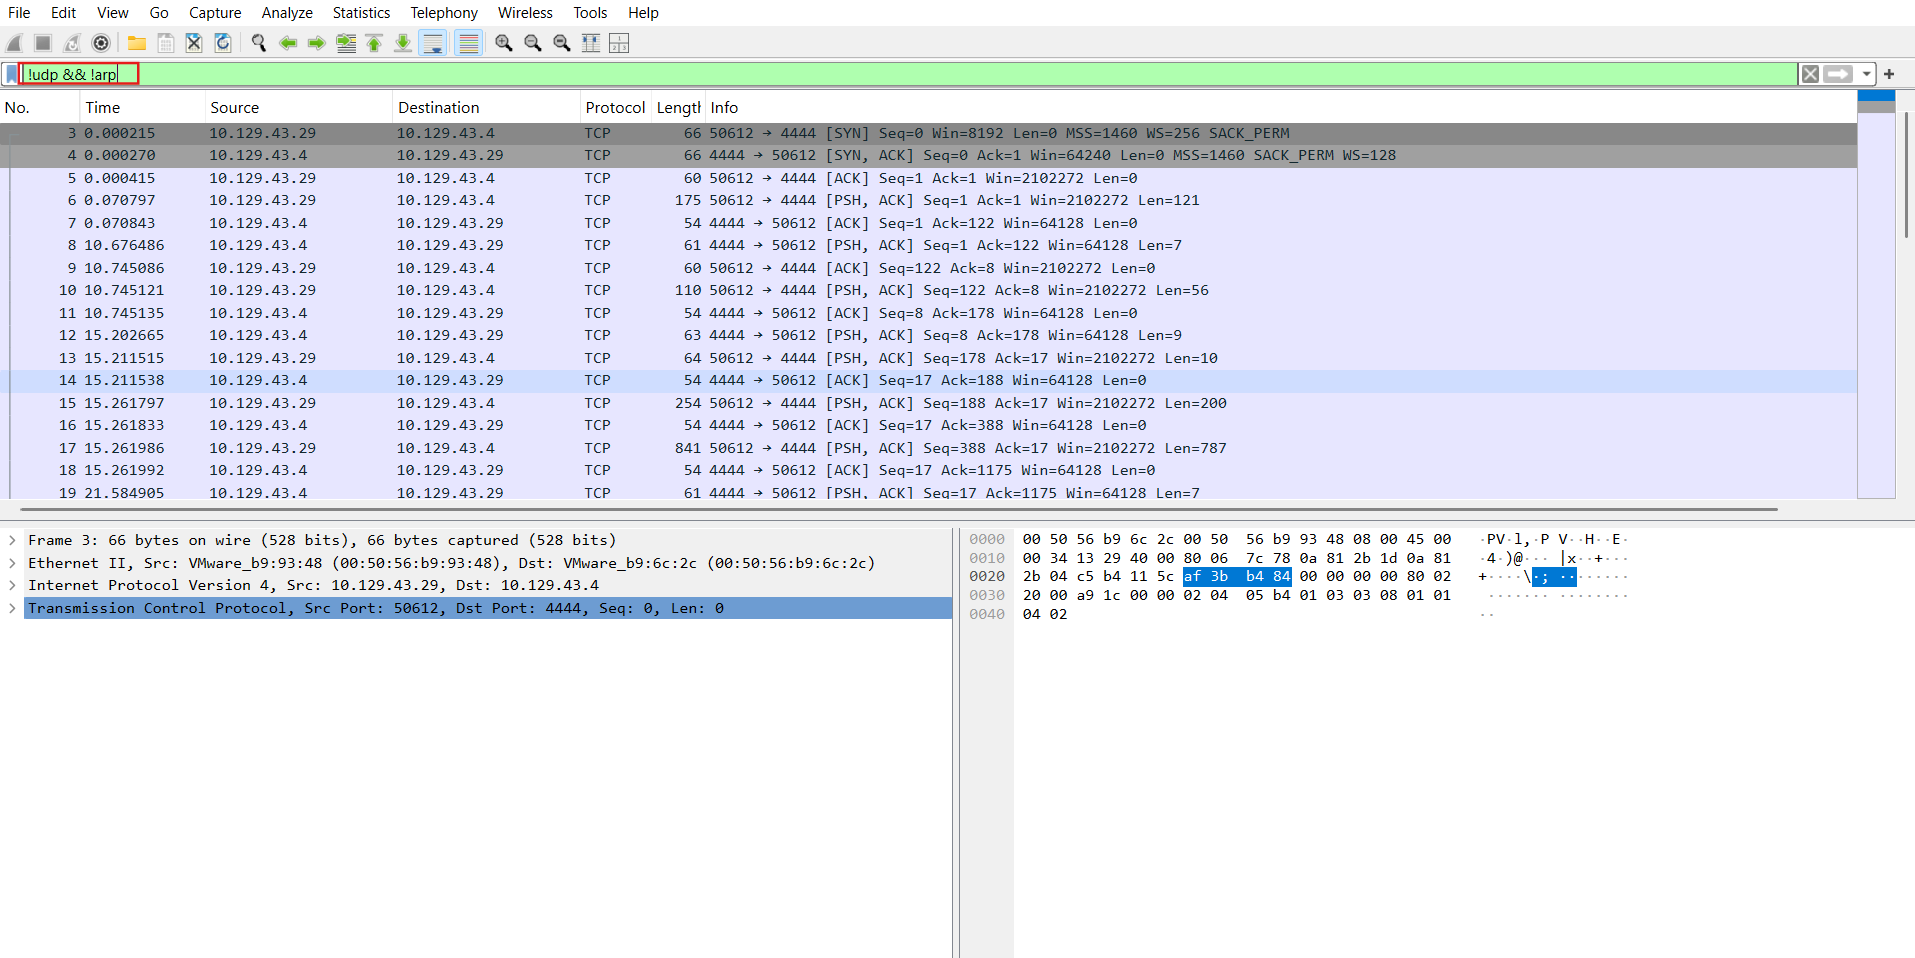 File Edit View Go Capture Analyze Statistics Telephony Wireless Tools Help
!udp && !arp
No. Time Source Destination Protocol Length Info
3 0.000215 10.129.43.29 10.129.43.4 TCP 66 50612 → 4444 [SYN] Seq=0 Win=8192 Len=0 MSS=1460 WS=256 SACK_PERM
4 0.000270 10.129.43.4 10.129.43.29 TCP 66 4444 → 50612 [SYN, ACK] Seq=0 Ack=1 Win=64240 Len=0 MSS=1460 SACK_PERM WS=128
5 0.000415 10.129.43.29 10.129.43.4 TCP 60 50612 → 4444 [ACK] Seq=1 Ack=1 Win=2102272 Len=0
6 0.070797 10.129.43.29 10.129.43.4 TCP 175 50612 → 4444 [PSH, ACK] Seq=1 Ack=1 Win=2102272 Len=121
7 0.070843 10.129.43.4 10.129.43.29 TCP 54 4444 → 50612 [ACK] Seq=1 Ack=122 Win=64128 Len=0
8 10.676486 10.129.43.4 10.129.43.29 TCP 61 4444 → 50612 [PSH, ACK] Seq=1 Ack=122 Win=64128 Len=7
9 10.745086 10.129.43.29 10.129.43.4 TCP 60 50612 → 4444 [ACK] Seq=122 Ack=8 Win=2102272 Len=0
10 10.745121 10.129.43.29 10.129.43.4 TCP 110 50612 → 4444 [PSH, ACK] Seq=122 Ack=8 Win=2102272 Len=56
11 10.745135 10.129.43.4 10.129.43.29 TCP 54 4444 → 50612 [ACK] Seq=8 Ack=178 Win=64128 Len=0
12 15.202665 10.129.43.4 10.129.43.29 TCP 63 4444 → 50612 [PSH, ACK] Seq=8 Ack=178 Win=64128 Len=9
13 15.211515 10.129.43.29 10.129.43.4 TCP 64 50612 → 4444 [PSH, ACK] Seq=178 Ack=17 Win=2102272 Len=10
14 15.211538 10.129.43.4 10.129.43.29 TCP 54 4444 → 50612 [ACK] Seq=17 Ack=188 Win=64128 Len=0
15 15.261797 10.129.43.29 10.129.43.4 TCP 254 50612 → 4444 [PSH, ACK] Seq=188 Ack=17 Win=2102272 Len=200
16 15.261833 10.129.43.4 10.129.43.29 TCP 54 4444 → 50612 [ACK] Seq=17 Ack=388 Win=64128 Len=0
17 15.261986 10.129.43.29 10.129.43.4 TCP 841 50612 → 4444 [PSH, ACK] Seq=388 Ack=17 Win=2102272 Len=787
18 15.261992 10.129.43.4 10.129.43.29 TCP 54 4444 → 50612 [ACK] Seq=17 Ack=1175 Win=64128 Len=0
19 21.584905 10.129.43.4 10.129.43.29 TCP 61 4444 → 50612 [PSH, ACK] Seq=17 Ack=1175 Win=64128 Len=7
Frame 3: 66 bytes on wire (528 bits), 66 bytes captured (528 bits)
Ethernet II, Src: VMware_b9:93:48 (00:50:56:b9:93:48), Dst: VMware_b9:6c:2c (00:50:56:b9:6c:2c)
Internet Protocol Version 4, Src: 10.129.43.29, Dst: 10.129.43.4
Transmission Control Protocol, Src Port: 50612, Dst Port: 4444, Seq: 0, Len: 0
0000 00 50 56 b9 6c 2c 00 50 56 b9 93 48 08 00 45 00 ·PV·l,·P V··H··E·
0010 00 34 13 29 40 00 80 06 7c 78 0a 81 2b 1d 0a 81 ·4·)@··· |x··+···
0020 2b 04 c5 b4 11 5c af 3b b4 84 00 00 00 00 80 02 +····\·; ········
0030 20 00 a9 1c 00 00 02 04 05 b4 01 03 03 08 01 01 ······· ········
0040 04 02 ··